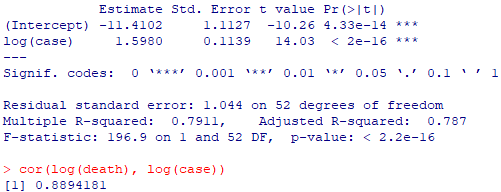 Estimate Std. Error t value Pr(>|t|)
(Intercept) -11.4102 1.1127 -10.26 4.33e-14 ***
log(case) 1.5980 0.1139 14.03 < 2e-16 ***
---
Signif. codes: 0 ‘***’ 0.001 ‘**’ 0.01 ‘*’ 0.05 ‘.’ 0.1 ‘ ’ 1
Residual standard error: 1.044 on 52 degrees of freedom
Multiple R-squared: 0.7911, Adjusted R-squared: 0.787
F-statistic: 196.9 on 1 and 52 DF, p-value: < 2.2e-16
> cor(log(death), log(case))
[1] 0.8894181